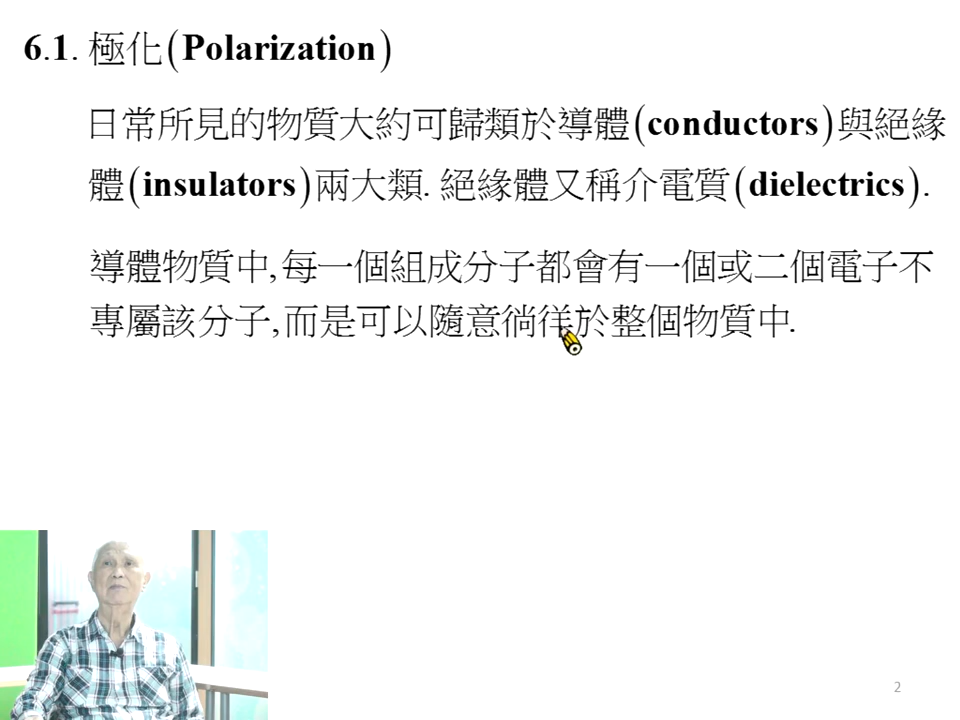 6.1. 極化(Polarization)
日常所見的物質大約可歸類於導體(conductors)與絕緣
體(insulators)兩大類. 絕緣體又稱介電質(dielectrics).
導體物質中,每一個組成分子都會有一個或二個電子不
專屬該分子,而是可以隨意徜徉於整個物質中.
2